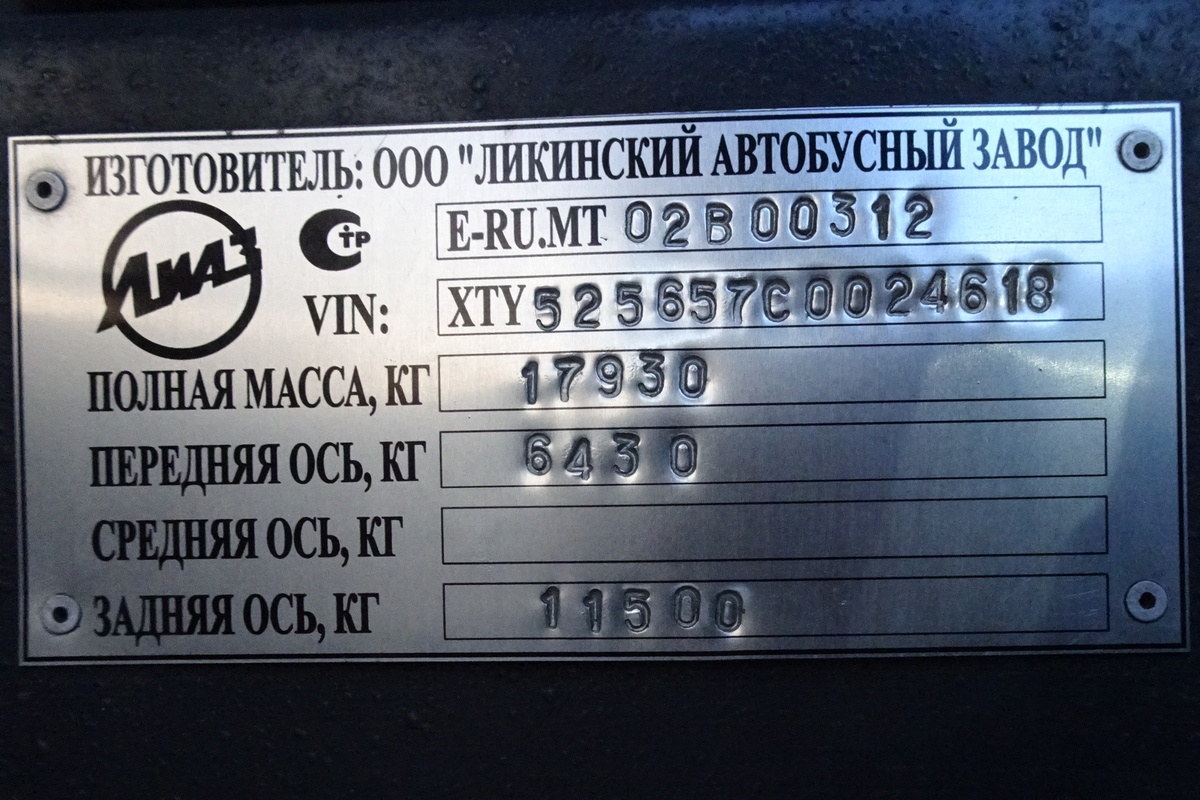 ИЗГОТОВИТЕЛЬ: ООО "ЛИКИНСКИЙ АВТОБУСНЫЙ ЗАВОД"
ЛИАЗ
СТР
E-RU.MT 02B00312
VIN: XTY525657C0024618
ПОЛНАЯ МАССА, КГ 17930
ПЕРЕДНЯЯ ОСЬ, КГ 6430
СРЕДНЯЯ ОСЬ, КГ
ЗАДНЯЯ ОСЬ, КГ 11500